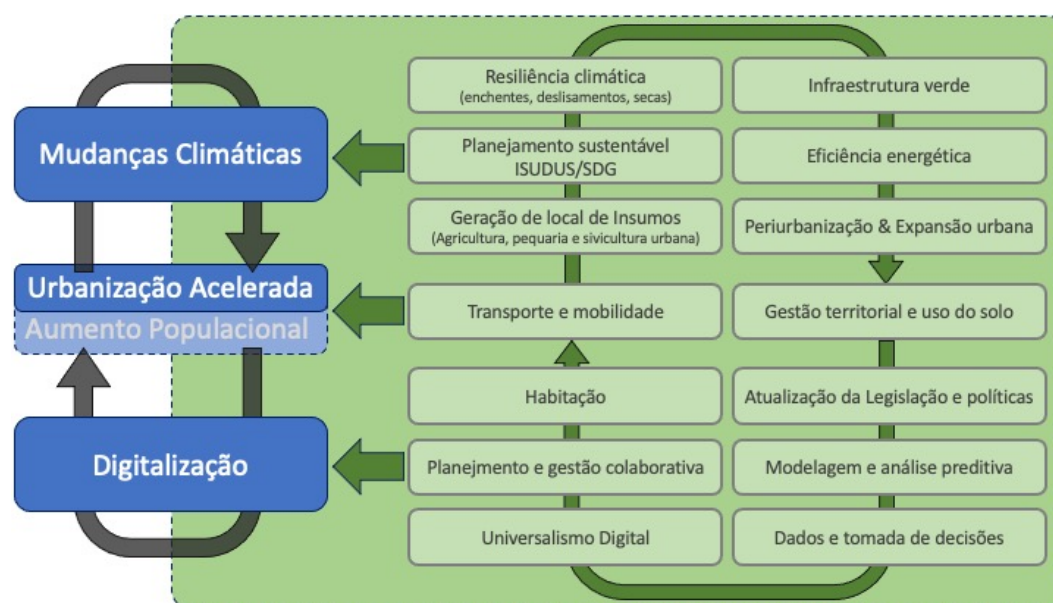 Mudanças Climáticas
Urbanização Acelerada
Aumento Populacional
Digitalização
Resiliência climática
(enchentes, deslisamentos, secas)
Planejamento sustentável
ISUDUS/SDG
Geração de local de Insumos
(Agricultura, pequaria e sivicultura urbana)
Transporte e mobilidade
Habitação
Planejmento e gestão colaborativa
Universalismo Digital
Infraestrutura verde
Eficiência energética
Periurbanização & Expansão urbana
Gestão territorial e uso do solo
Atualização da Legislação e políticas
Modelagem e análise preditiva
Dados e tomada de decisões